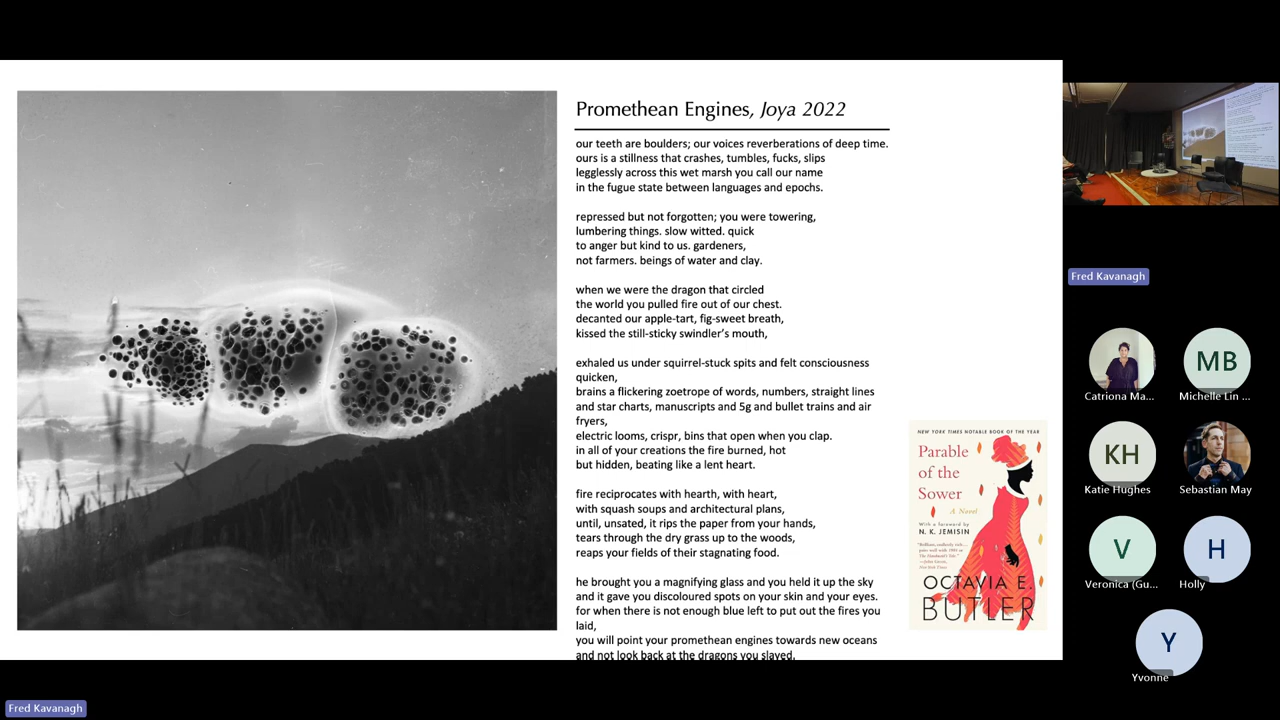 Promethean Engines, Joya 2022
our teeth are boulders; our voices reverberations of deep time.
ours is a stillness that crashes, tumbles, fucks, slips
legglessly across this wet marsh you call our name
in the fugue state between languages and epochs.
repressed but not forgotten; you were towering,
lumbering things. slow witted. quick
to anger but kind to us. gardeners,
not farmers. beings of water and clay.
when we were the dragon that circled
the world you pulled fire out of our chest.
decanted our apple-tart, fig-sweet breath,
kissed the still-sticky swindler's mouth,
exhaled us under squirrel-stuck spits and felt consciousness
quicken,
brains a flickering zoetrope of words, numbers, straight lines
and star charts, manuscripts and 5g and bullet trains and air
fryers,
electric looms, crispr, bins that open when you clap.
in all of your creations the fire burned, hot
but hidden, beating like a lent heart.
fire reciprocates with hearth, with heart,
with squash soups and architectural plans,
until, unsated, it rips the paper from your hands,
tears through the dry grass up to the woods,
reaps your fields of their stagnating food.
he brought you a magnifying glass and you held it up the sky
and it gave you discoloured spots on your skin and your eyes.
for when there is not enough blue left to put out the fires you
laid,
you will point your promethean engines towards new oceans
and not look back at the dragons you slayed.
NEW YORK TIMES NOTABLE BOOK OF THE YEAR
Parable
of the
Sower
A Novel
With a foreword by
N. K. JEMISIN
OCTAVIA E.
BUTLER
Fred Kavanagh
Catriona Ma...
MB
Michelle Lin ...
KH
Katie Hughes
Sebastian May
V
Veronica (Gu...
H
Holly
Y
Yvonne
Fred Kavanagh